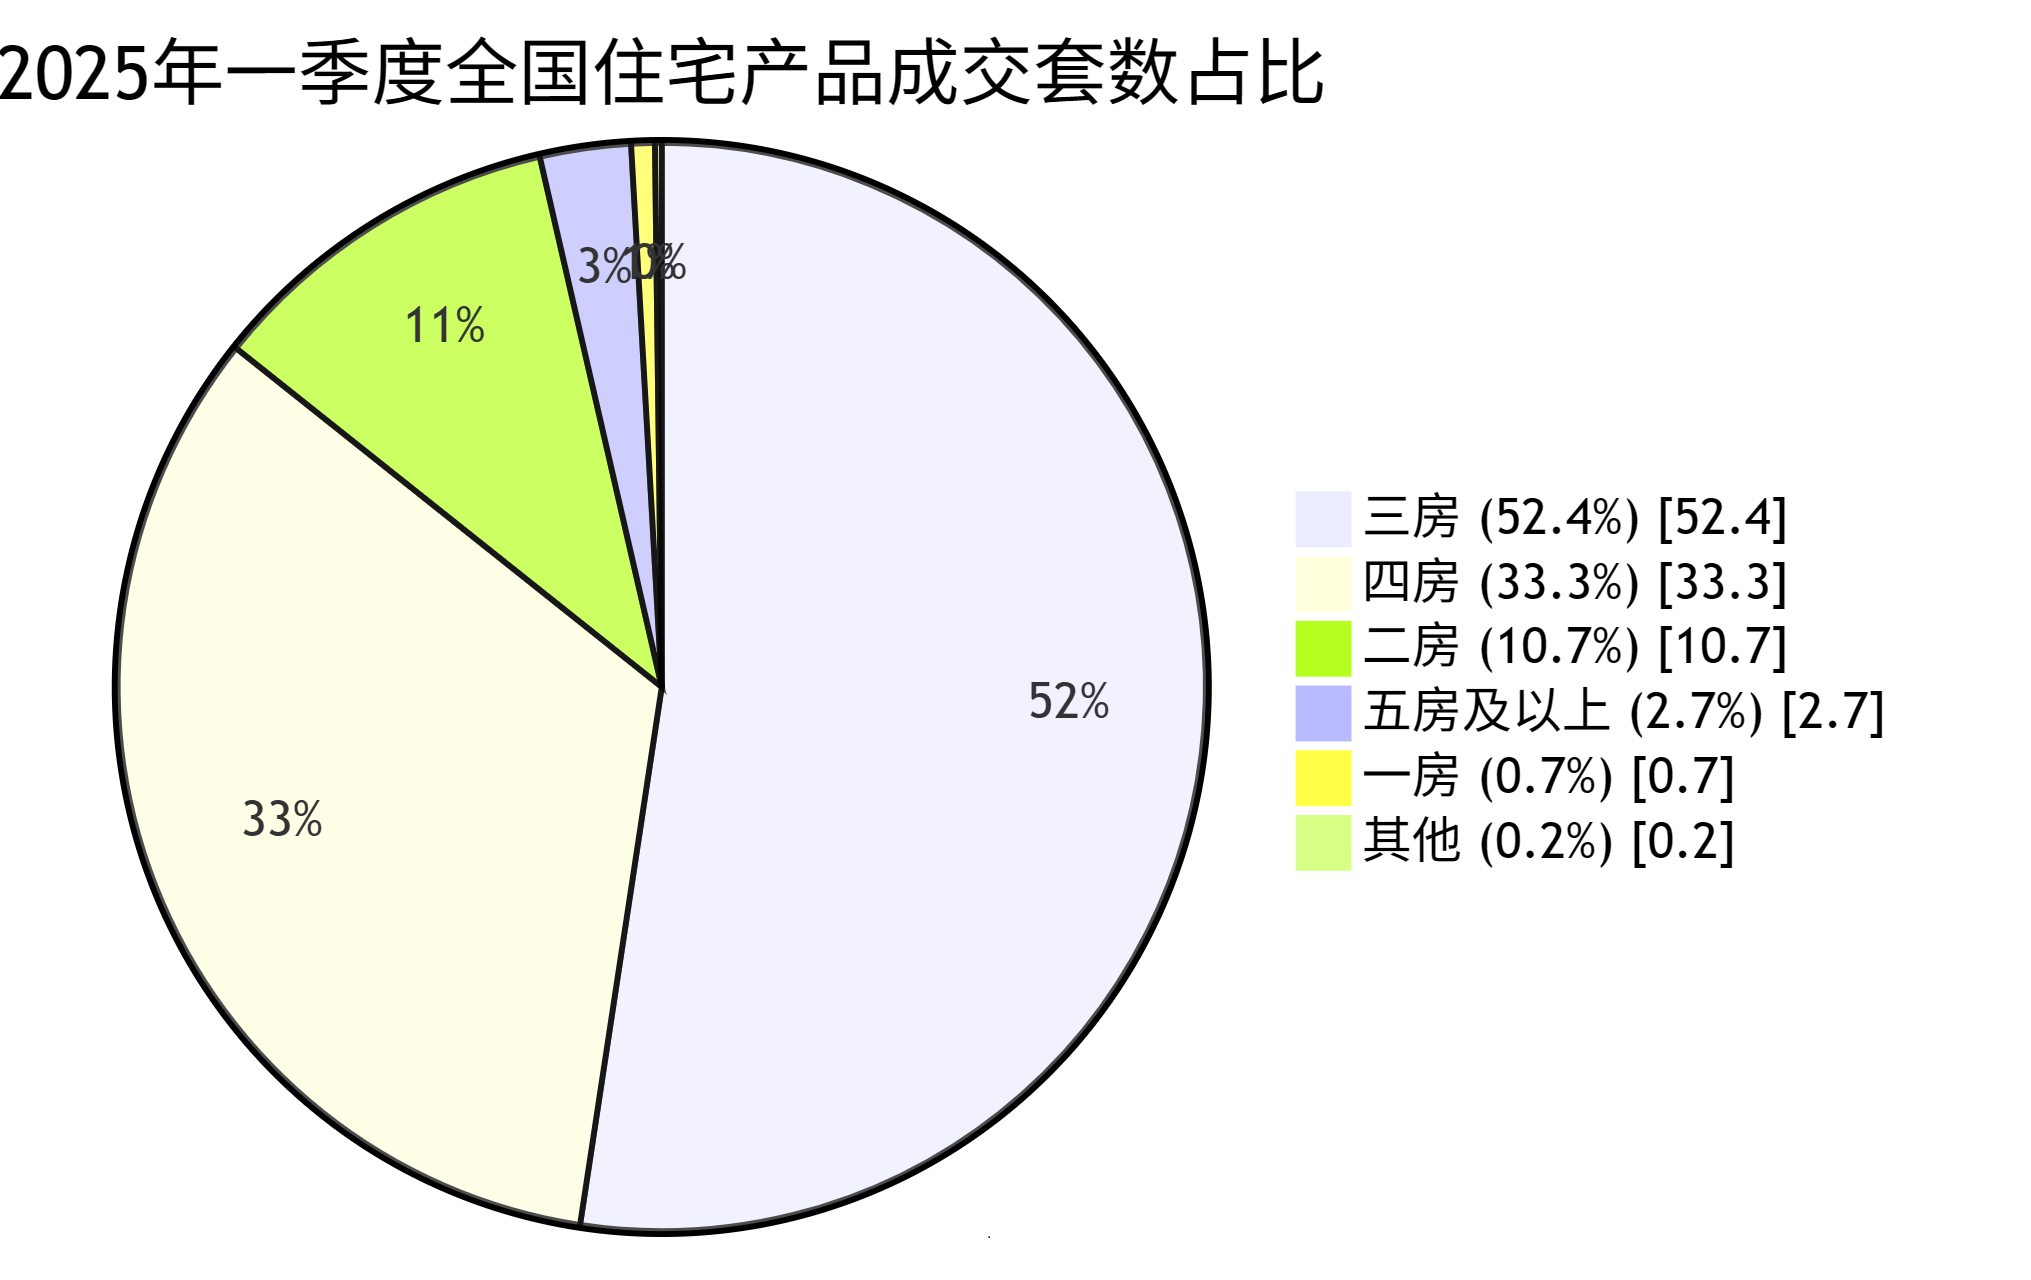 2025年一季度全国住宅产品成交套数占比
3%
1%
0%
11%
52%
33%
三房 (52.4%) [52.4]
四房 (33.3%) [33.3]
二房 (10.7%) [10.7]
五房及以上 (2.7%) [2.7]
一房 (0.7%) [0.7]
其他 (0.2%) [0.2]